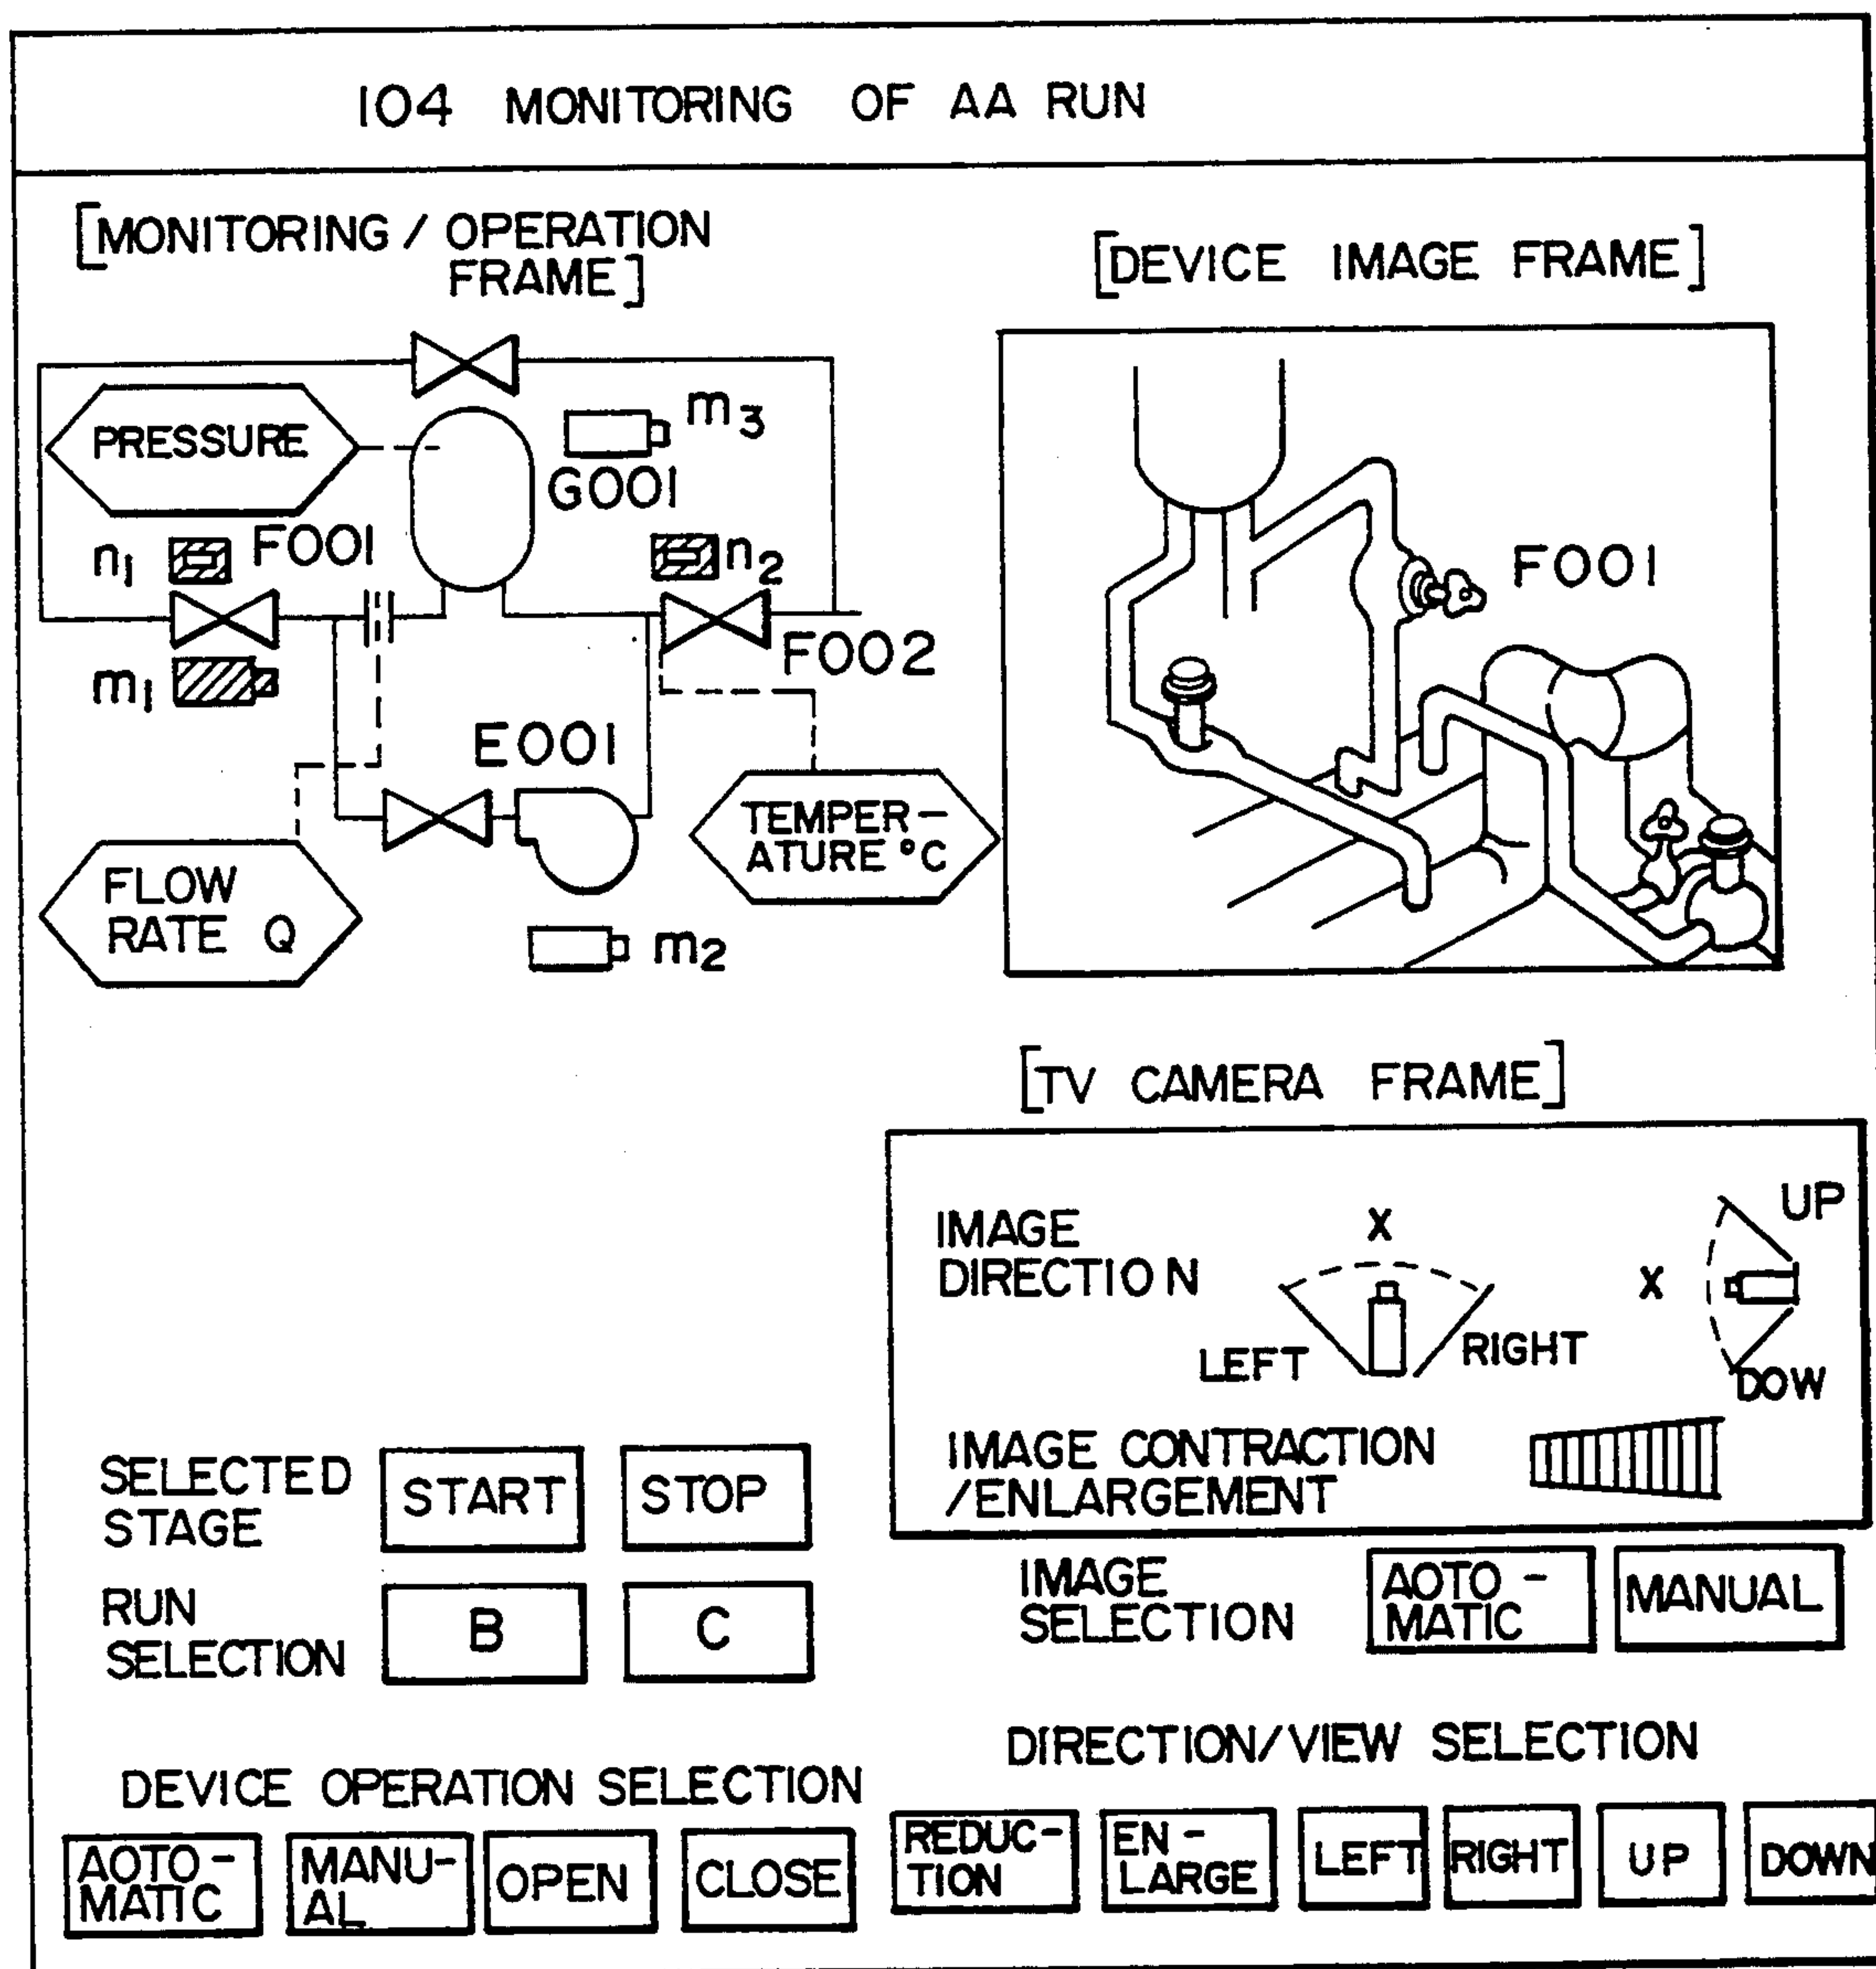 104 MONITORING OF AA RUN
[MONITORING / OPERATION
FRAME]
PRESSURE
m3
G001
n1
F001
n2
m1
F002
E001
TEMPER-
ATURE °C
FLOW
RATE Q
m2
[DEVICE IMAGE FRAME]
F001
[TV CAMERA FRAME]
IMAGE
DIRECTION
X
LEFT
RIGHT
X
UP
DOW
IMAGE CONTRACTION
/ENLARGEMENT
SELECTED
STAGE
START
STOP
RUN
SELECTION
B
C
IMAGE
SELECTION
AOTO-
MATIC
MANUAL
DEVICE OPERATION SELECTION
AOTO-
MATIC
MANU-
AL
OPEN
CLOSE
DIRECTION/VIEW SELECTION
REDUC-
TION
EN-
LARGE
LEFT
RIGHT
UP
DOWN